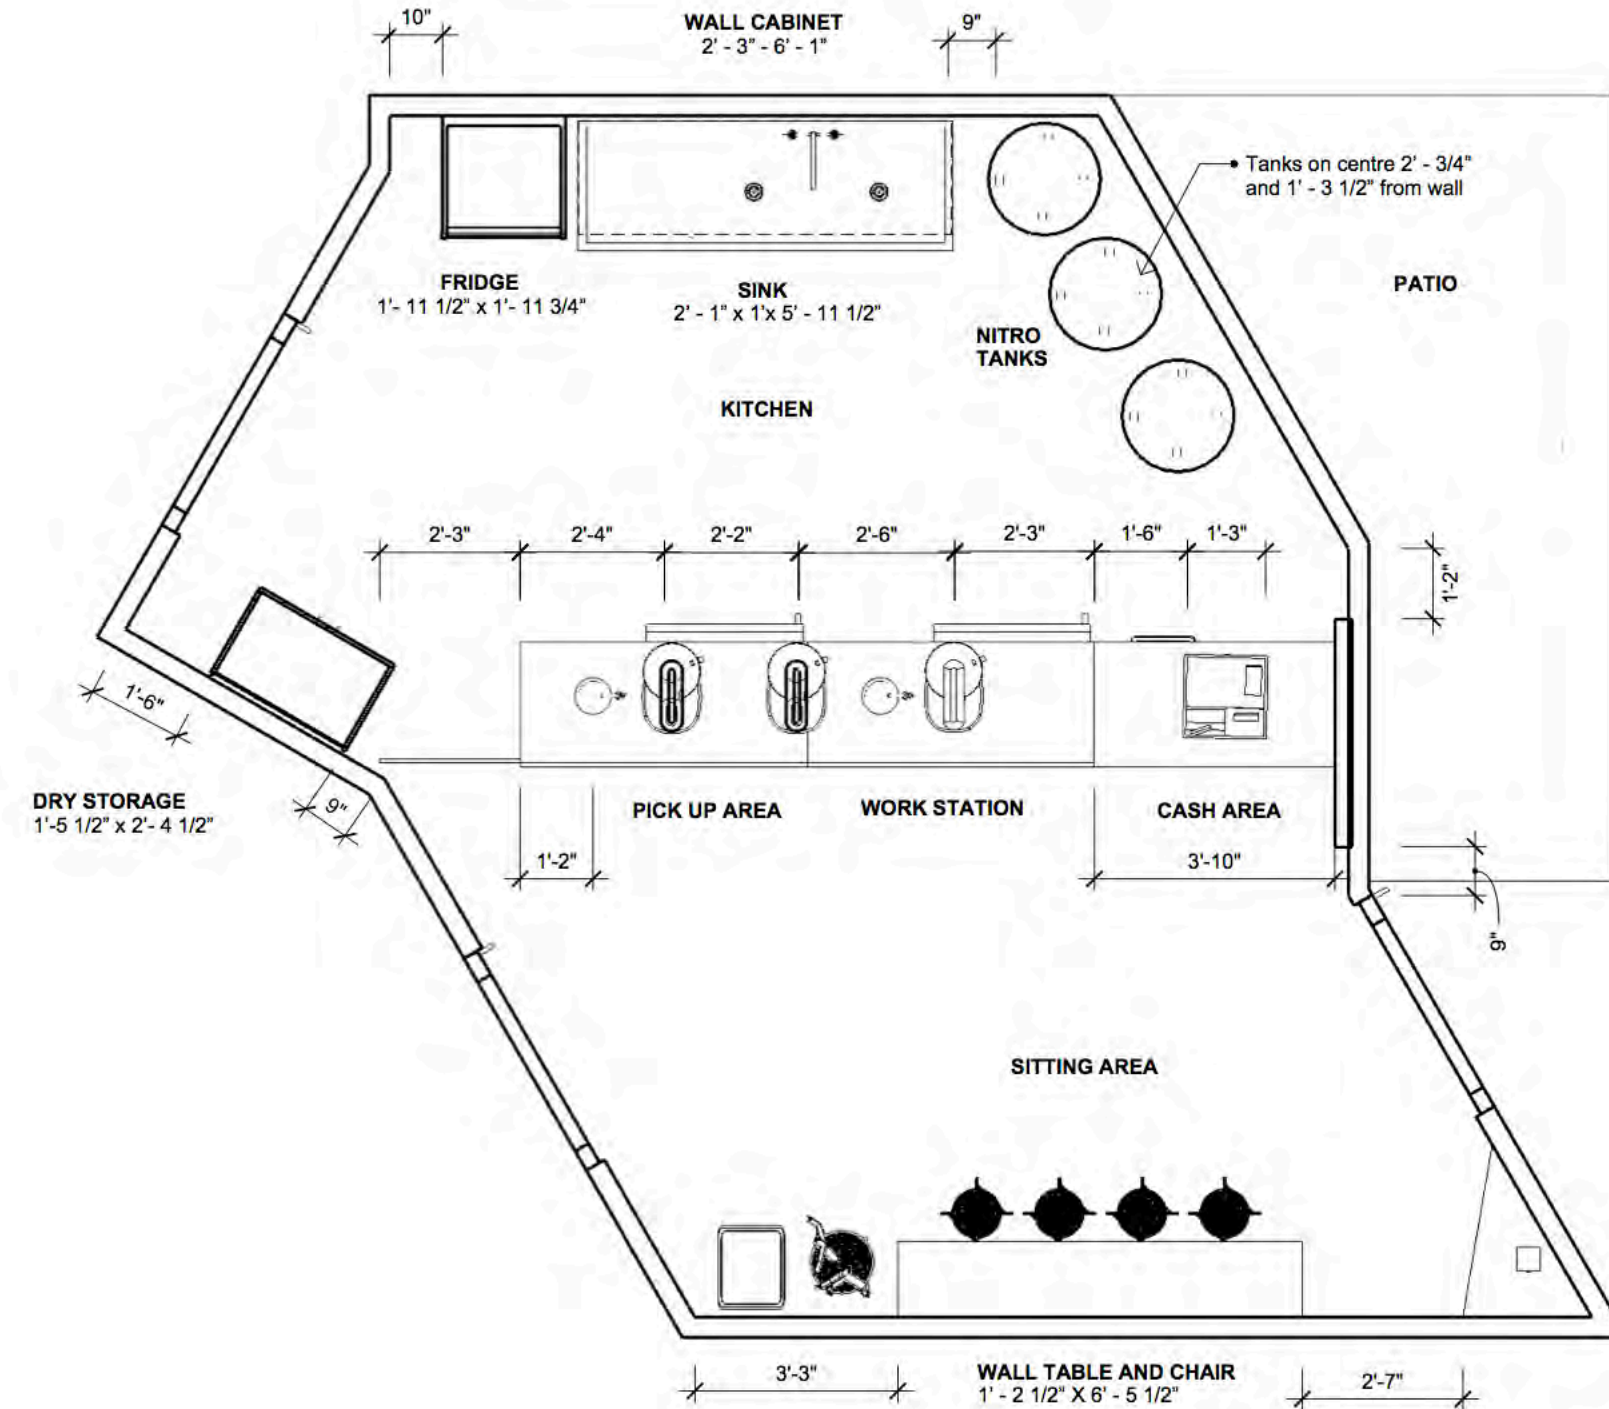 10"
WALL CABINET
2' - 3" - 6' - 1"
9"
Tanks on centre 2' - 3/4"
and 1' - 3 1/2" from wall
FRIDGE
1'- 11 1/2" x 1'- 11 3/4"
SINK
2' - 1" x 1'x 5' - 11 1/2"
PATIO
NITRO
TANKS
KITCHEN
2'-3"
2'-4"
2'-2"
2'-6"
2'-3"
1'-6"
1'-3"
1'-2"
1'-6"
DRY STORAGE
1'-5 1/2" x 2'- 4 1/2"
9"
PICK UP AREA
WORK STATION
CASH AREA
1'-2"
3'-10"
9"
SITTING AREA
3'-3"
WALL TABLE AND CHAIR
1' - 2 1/2" X 6' - 5 1/2"
2'-7"